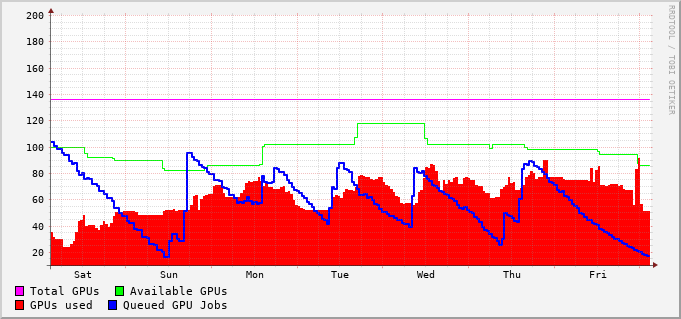 200
180
160
140
120
100
80
60
40
20
Sat Sun Mon Tue Wed Thu Fri
Total GPUs Available GPUs
GPUs used Queued GPU Jobs
RRDTOOL / TOBI OETIKER